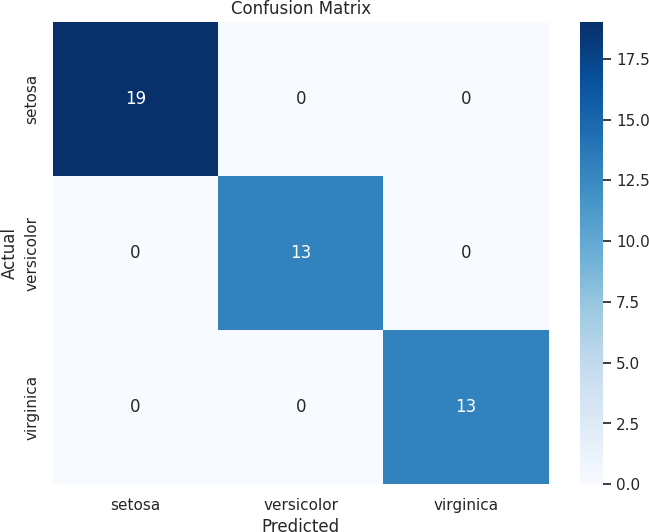 Confusion Matrix
setosa
19 0 0
17.5
15.0
12.5
Actual
versicolor
0 13 0
10.0
7.5
5.0
virginica
0 0 13
2.5
0.0
setosa versicolor virginica
Predicted